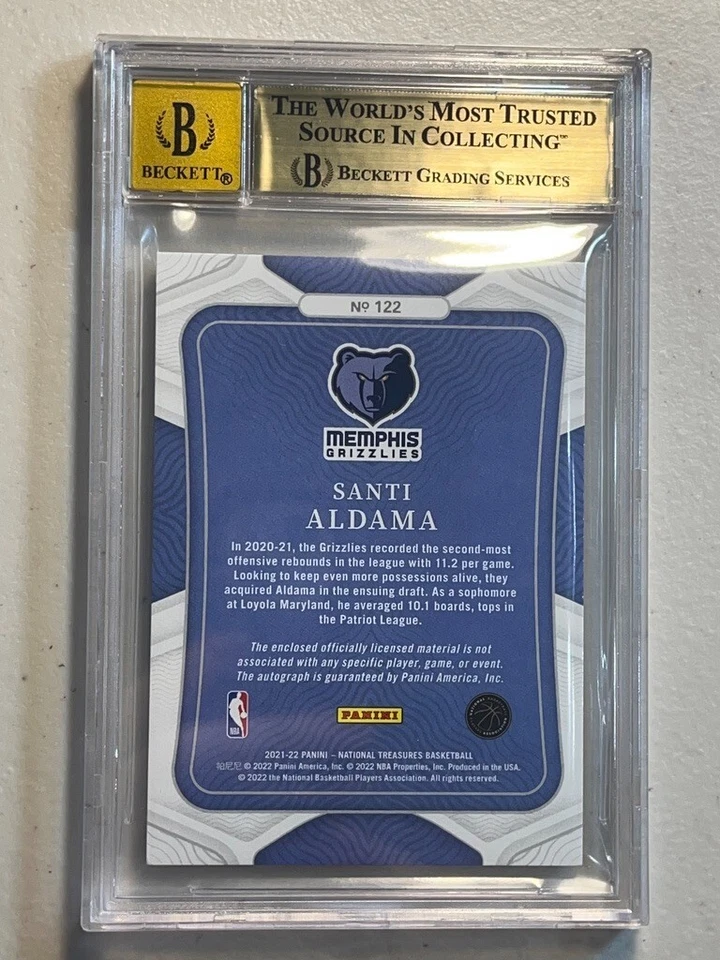 B
BECKETT®
THE WORLD'S MOST TRUSTED
SOURCE IN COLLECTING™
B BECKETT GRADING SERVICES
Nº 122
MEMPHIS
GRIZZLIES
SANTI
ALDAMA
In 2020-21, the Grizzlies recorded the second-most
offensive rebounds in the league with 11.2 per game.
Looking to keep even more possessions alive, they
acquired Aldama in the ensuing draft. As a sophomore
at Loyola Maryland, he averaged 10.1 boards, tops in
the Patriot League.
The enclosed officially licensed material is not
associated with any specific player, game, or event.
The autograph is guaranteed by Panini America, Inc.
NBA
PANINI
2021-22 PANINI – NATIONAL TREASURES BASKETBALL
帕尼尼 © 2022 Panini America, Inc. © 2022 NBA Properties, Inc. Produced in the USA.
© 2022 the National Basketball Players Association. All rights reserved.